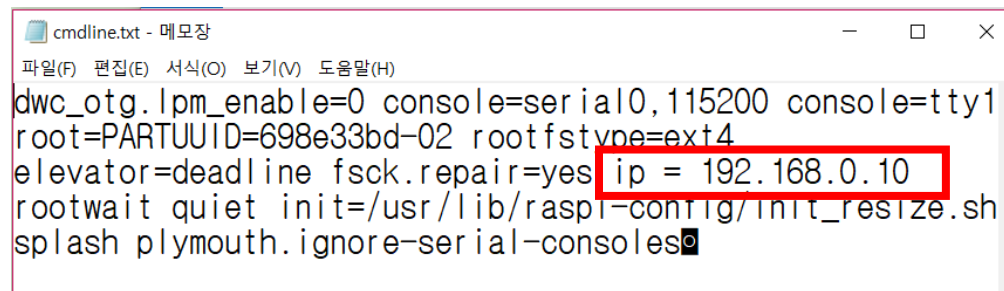 cmdline.txt - 메모장
파일(F) 편집(E) 서식(O) 보기(V) 도움말(H)
dwc_otg.lpm_enable=0 console=serial0,115200 console=tty1
root=PARTUUID=698e33bd-02 rootfstype=ext4
elevator=deadline fsck.repair=yes ip = 192.168.0.10
rootwait quiet init=/usr/lib/raspi-config/init_resize.sh
splash plymouth.ignore-serial-consoles◙